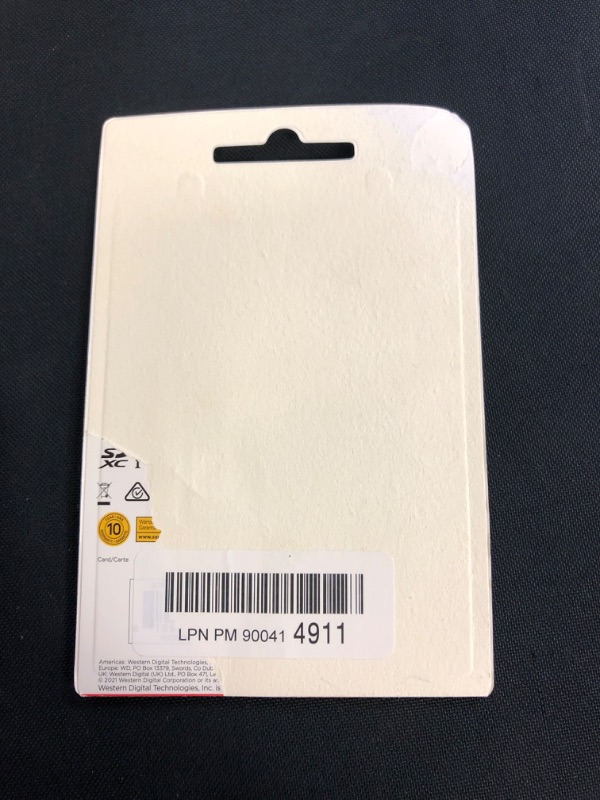 XC I
10
Card/Carte
LPN PM 90041 4911
Americas: Western Digital Technologies,
Europe: WD, PO Box 13379, Swords, Co Dub
UK: Western Digital (UK) Ltd., PO Box 471, Le
© 2021 Western Digital Corporation or its
Western Digital Technologies, Inc. is